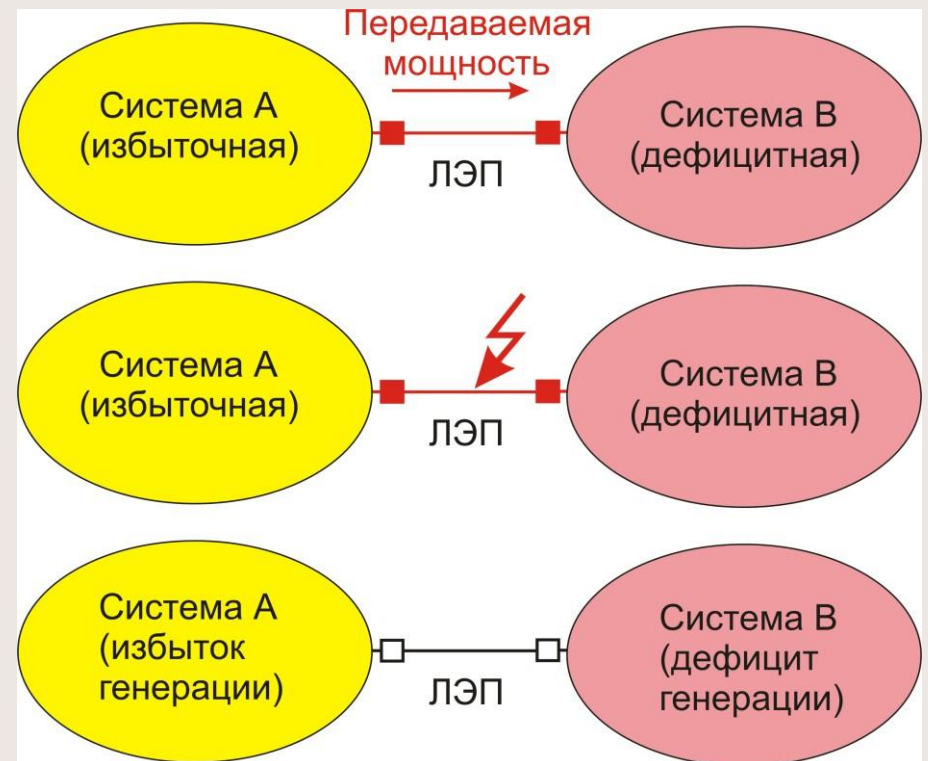 Передаваемая
мощность
Система А
(избыточная)
ЛЭП
Система В
(дефицитная)
Система А
(избыточная)
ЛЭП
Система В
(дефицитная)
Система А
(избыток
генерации)
ЛЭП
Система В
(дефицит
генерации)